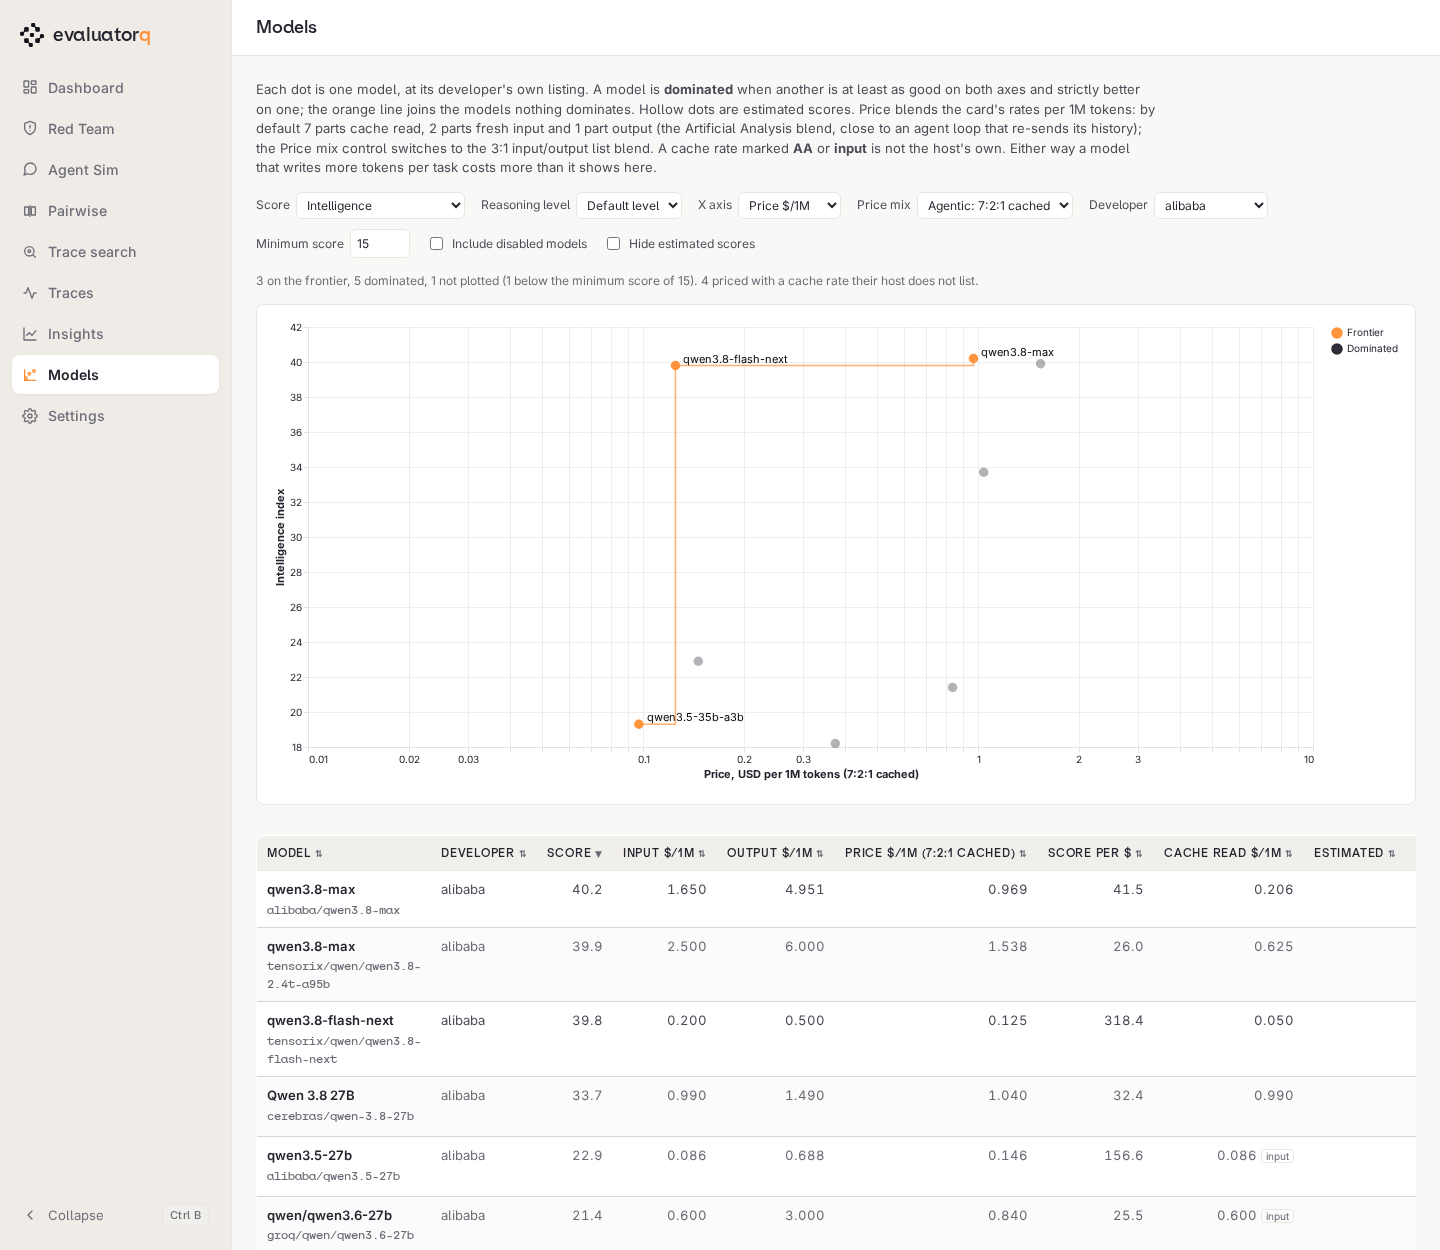 evaluatorq
Dashboard
Red Team
Agent Sim
Pairwise
Trace search
Traces
Insights
Models
Settings
Collapse
Ctrl B
Models
Each dot is one model, at its developer's own listing. A model is dominated when another is at least as good on both axes and strictly better
on one; the orange line joins the models nothing dominates. Hollow dots are estimated scores. Price blends the card's rates per 1M tokens: by
default 7 parts cache read, 2 parts fresh input and 1 part output (the Artificial Analysis blend, close to an agent loop that re-sends its history);
the Price mix control switches to the 3:1 input/output list blend. A cache rate marked AA or input is not the host's own. Either way a model
that writes more tokens per task costs more than it shows here.
Score Intelligence Reasoning level Default level X axis Price $/1M Price mix Agentic: 7:2:1 cached Developer alibaba
Minimum score 15 Include disabled models Hide estimated scores
3 on the frontier, 5 dominated, 1 not plotted (1 below the minimum score of 15). 4 priced with a cache rate their host does not list.
Intelligence index
42
40
38
36
34
32
30
28
26
24
22
20
18
qwen3.8-flash-next
qwen3.8-max
qwen3.5-35b-a3b
Frontier
Dominated
0.01 0.02 0.03 0.1 0.2 0.3 1 2 3 10
Price, USD per 1M tokens (7:2:1 cached)
MODEL ⇅ DEVELOPER ⇅ SCORE ▼ INPUT $/1M ⇅ OUTPUT $/1M ⇅ PRICE $/1M (7:2:1 CACHED) ⇅ SCORE PER $ ⇅ CACHE READ $/1M ⇅ ESTIMATED ⇅
qwen3.8-max alibaba 40.2 1.650 4.951 0.969 41.5 0.206
alibaba/qwen3.8-max
qwen3.8-max alibaba 39.9 2.500 6.000 1.538 26.0 0.625
tensorix/qwen/qwen3.8-
2.4t-a95b
qwen3.8-flash-next alibaba 39.8 0.200 0.500 0.125 318.4 0.050
tensorix/qwen/qwen3.8-
flash-next
Qwen 3.8 27B alibaba 33.7 0.990 1.490 1.040 32.4 0.990
cerebras/qwen-3.8-27b
qwen3.5-27b alibaba 22.9 0.086 0.688 0.146 156.6 0.086 input
alibaba/qwen3.5-27b
qwen/qwen3.6-27b alibaba 21.4 0.600 3.000 0.840 25.5 0.600 input
groq/qwen/qwen3.6-27b